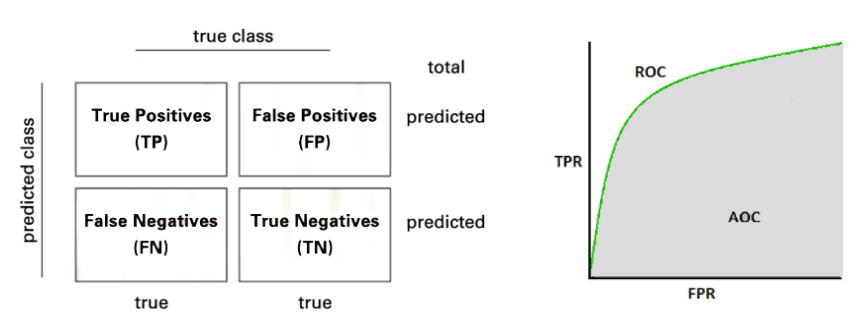 true class
total
predicted class
True Positives
(TP)
False Positives
(FP)
predicted
False Negatives
(FN)
True Negatives
(TN)
predicted
true
true
ROC
TPR
AOC
FPR